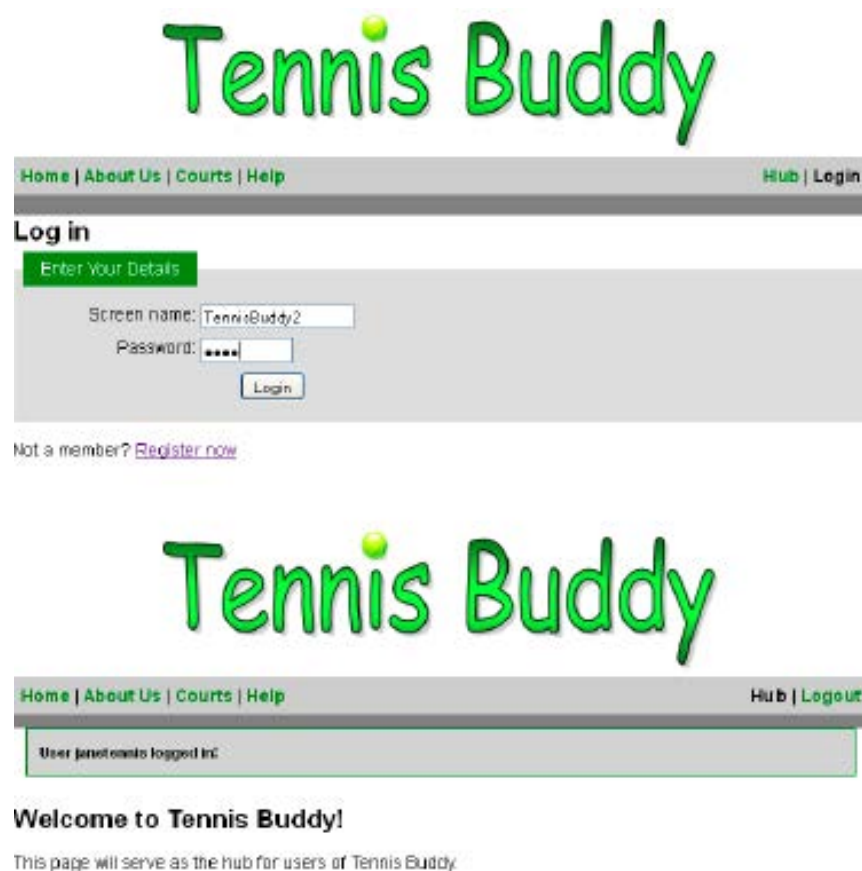 Tennis Buddy
Home | About Us | Courts | Help Hub | Login
Log in
Enter Your Details
Screen name: TennisBuddy2
Password: ••••
Login
Not a member? Register now
Tennis Buddy
Home | About Us | Courts | Help Hub | Logout
User janetennis logged in!
Welcome to Tennis Buddy!
This page will serve as the hub for users of Tennis Buddy.